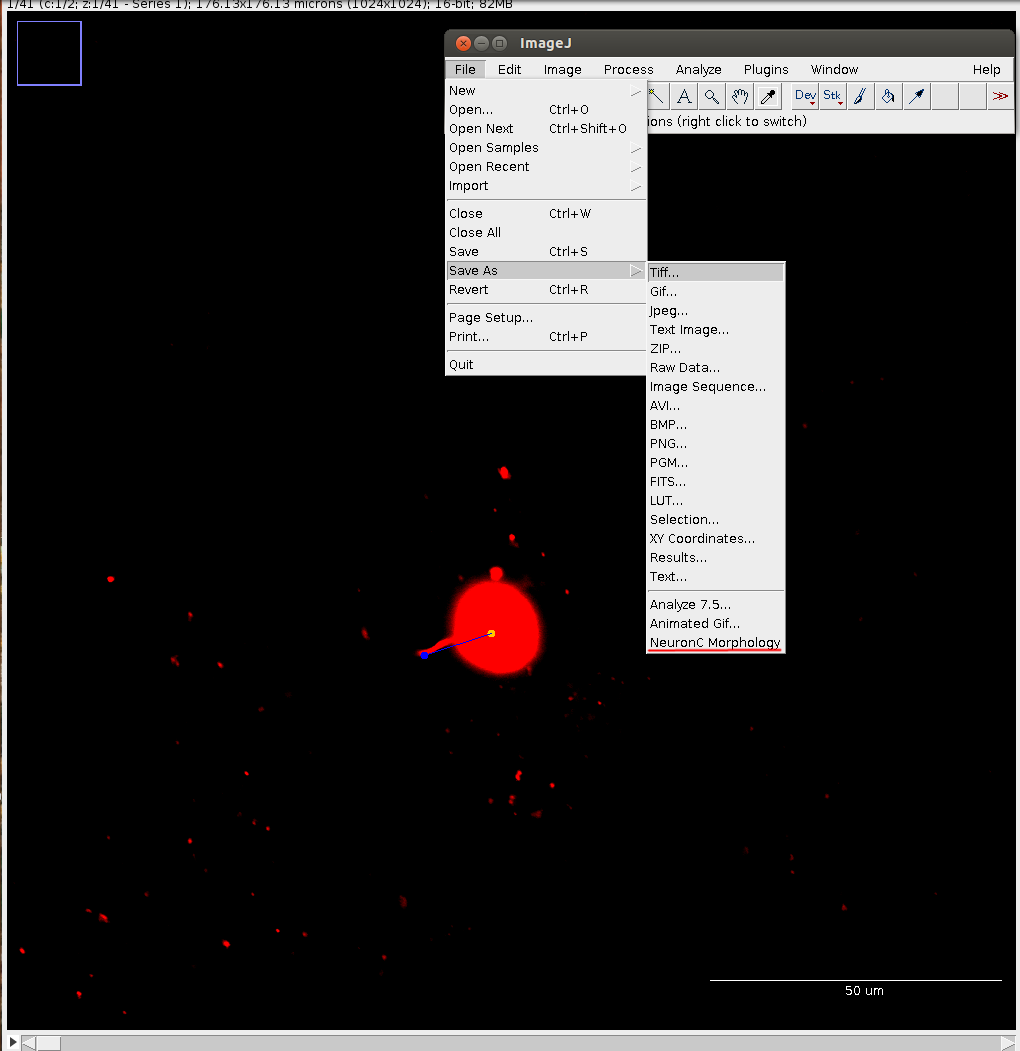 1/41 (c:1/2; z:1/41 - Series 1); 176.13x176.13 microns (1024x1024); 16-bit; 82MB
ImageJ
File Edit Image Process Analyze Plugins Window Help
A Dev Stk >>
ions (right click to switch)
New
Open... Ctrl+O
Open Next Ctrl+Shift+O
Open Samples
Open Recent
Import
Close Ctrl+W
Close All
Save Ctrl+S
Save As
Revert Ctrl+R
Page Setup...
Print... Ctrl+P
Quit
Tiff...
Gif...
Jpeg...
Text Image...
ZIP...
Raw Data...
Image Sequence...
AVI...
BMP...
PNG...
PGM...
FITS...
LUT...
Selection...
XY Coordinates...
Results...
Text...
Analyze 7.5...
Animated Gif...
NeuronC Morphology
50 um